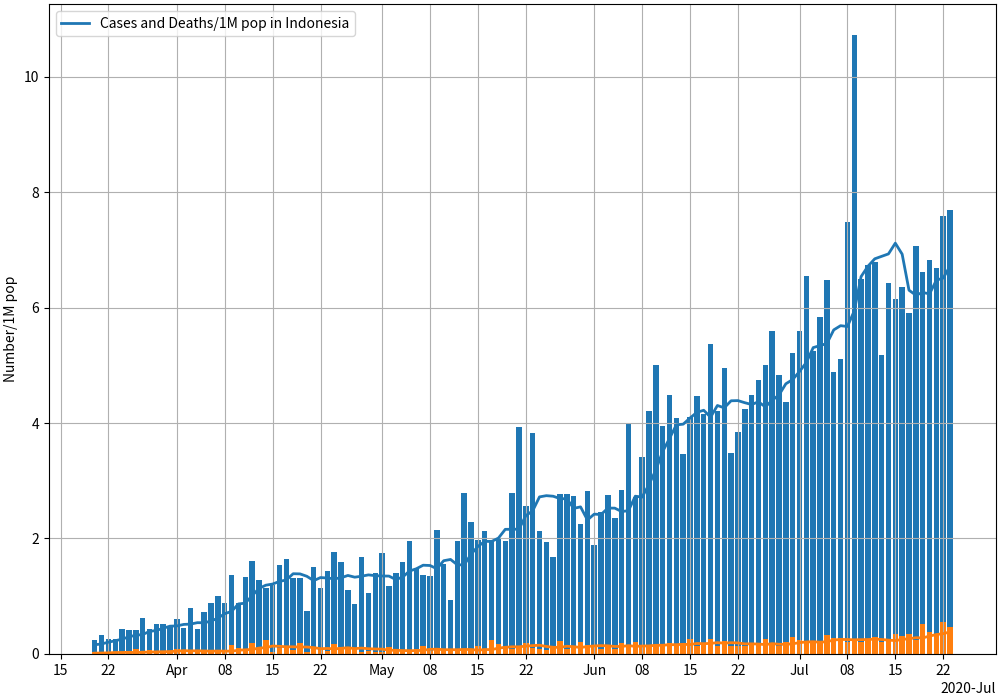 Cases and Deaths/1M pop in Indonesia
10
8
6
4
2
0
Number/1M pop
15 22 Apr 08 15 22 May 08 15 22 Jun 08 15 22 Jul 08 15 22
2020-Jul